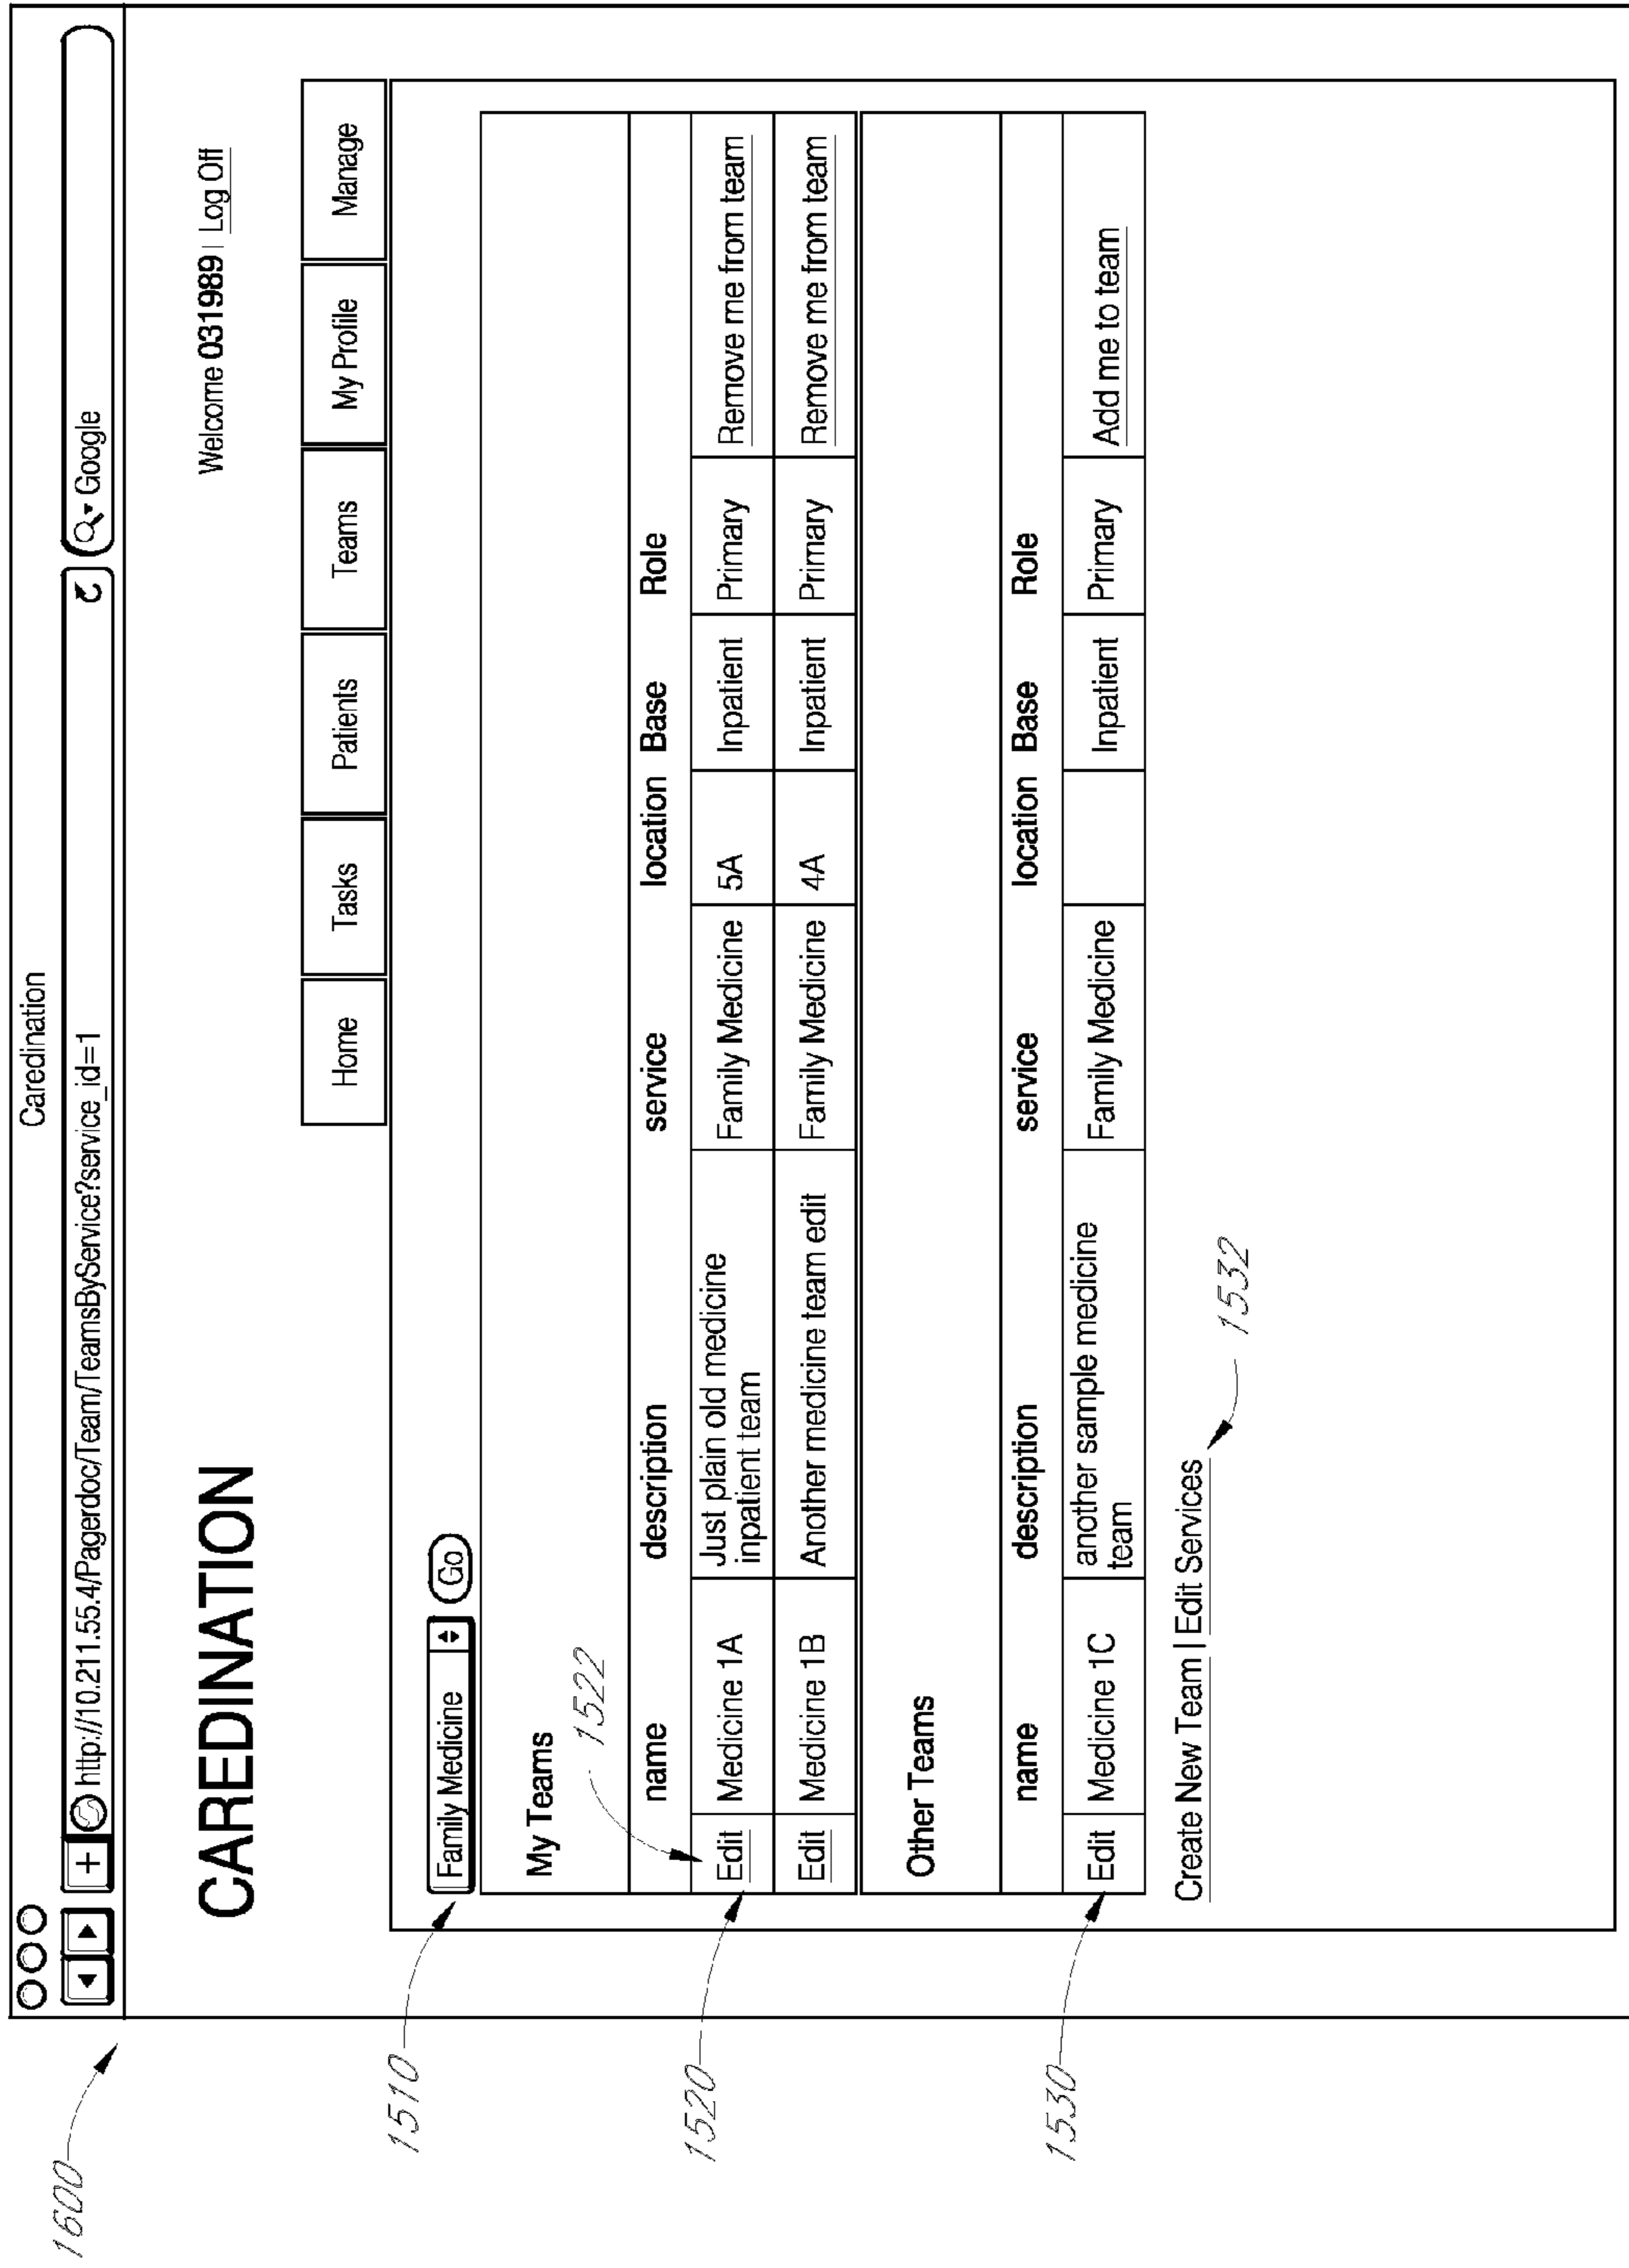 1600
Caredination
+ http://10.211.55.4/Pagerdoc/Team/TeamsByService?service_id=1 Google
CAREDINATION
Welcome 031989 | Log Off
Home Tasks Patients Teams My Profile Manage
1510
Family Medicine Go
My Teams
1522
name description service location Base Role
1520
Edit Medicine 1A Just plain old medicine inpatient team Family Medicine 5A Inpatient Primary Remove me from team
Edit Medicine 1B Another medicine team edit Family Medicine 4A Inpatient Primary Remove me from team
Other Teams
name description service location Base Role
1530
Edit Medicine 1C another sample medicine team Family Medicine Inpatient Primary Add me to team
Create New Team | Edit Services
1532